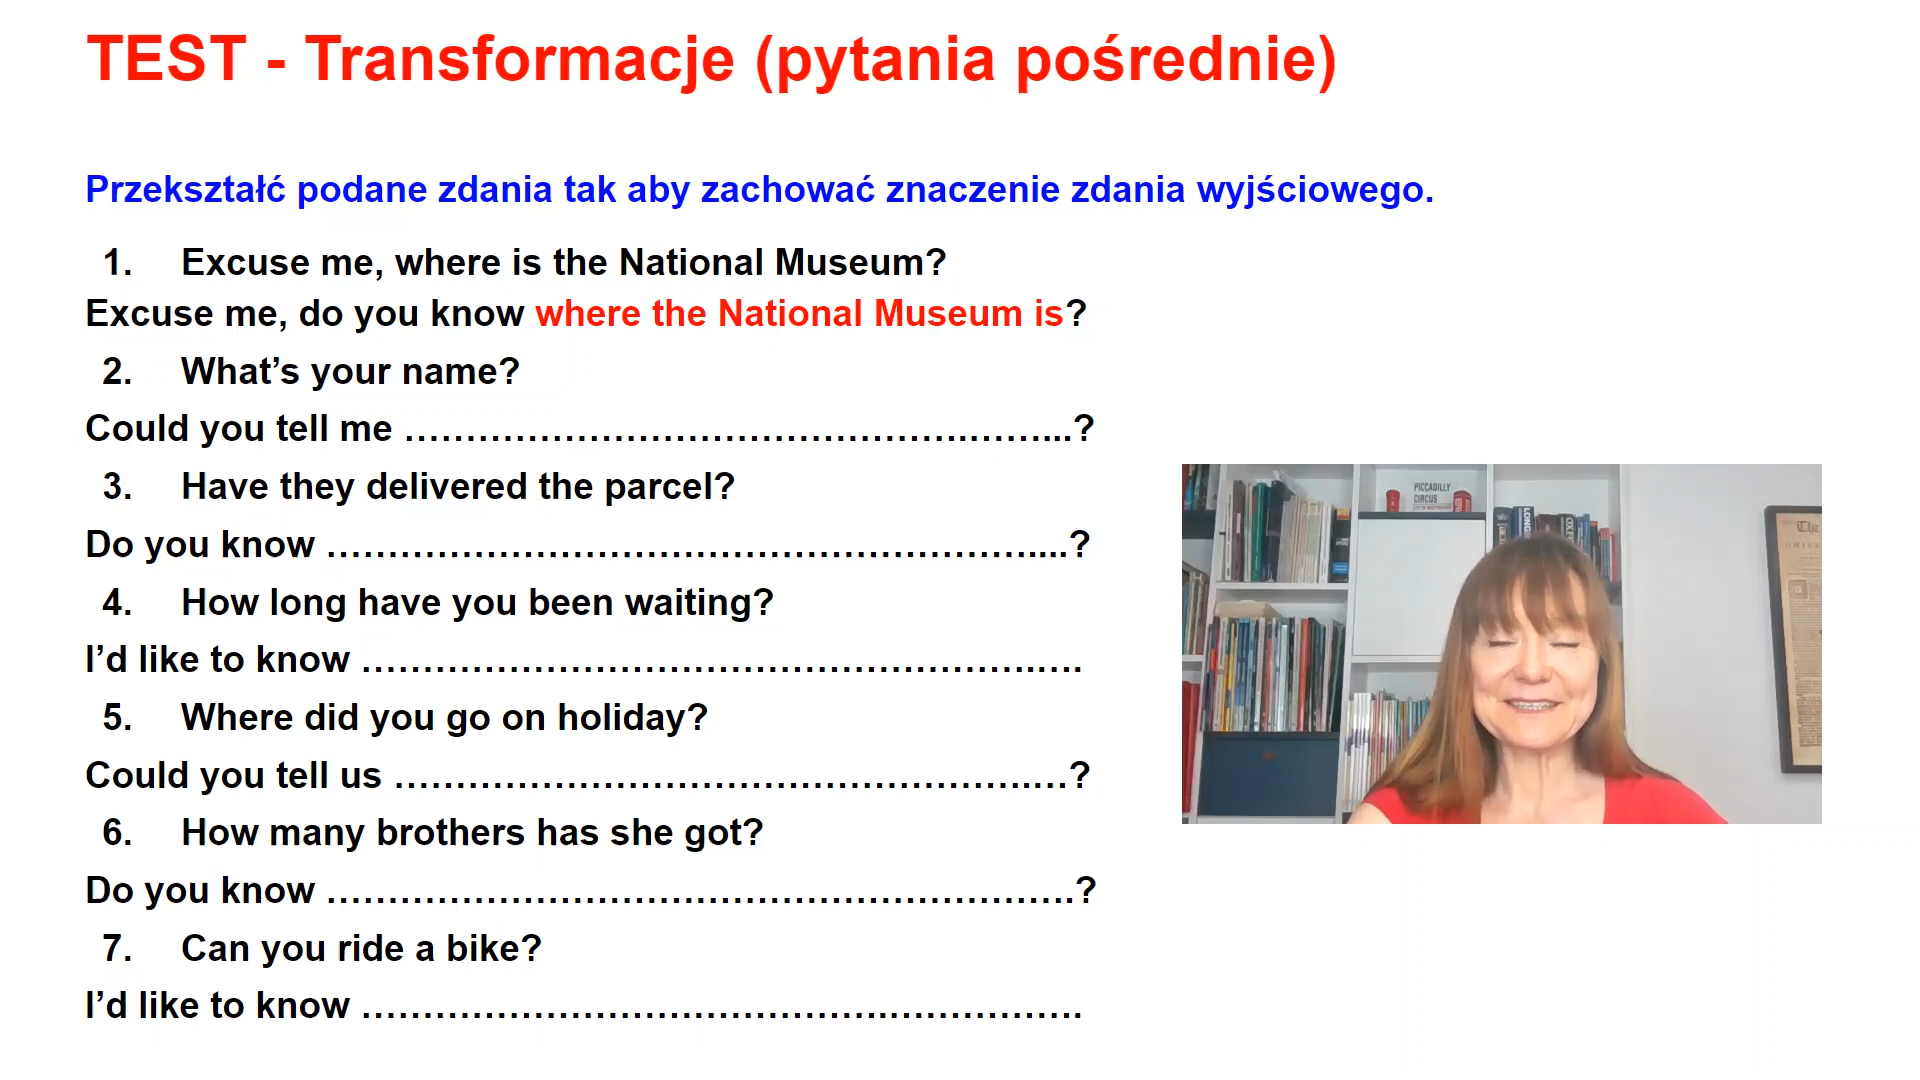 TEST - Transformacje (pytania pośrednie)
Przekształć podane zdania tak aby zachować znaczenie zdania wyjściowego.
1. Excuse me, where is the National Museum?
Excuse me, do you know where the National Museum is?
2. What’s your name?
Could you tell me ……………………………………….……...?
3. Have they delivered the parcel?
Do you know …………………………………………………....?
4. How long have you been waiting?
I’d like to know ……………………………………………….….
5. Where did you go on holiday?
Could you tell us …………………………………………….…?
6. How many brothers has she got?
Do you know …………………………………………………….?
7. Can you ride a bike?
I’d like to know …………………………………….…………….
PICCADILLY
CIRCUS
The